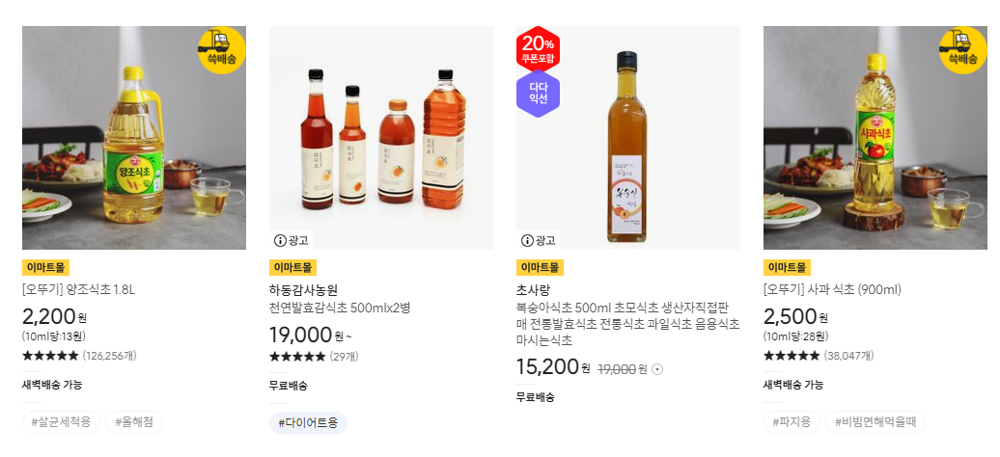 쓱배송
양조식초
이마트몰
[오뚜기] 양조식초 1.8L
2,200원
(10ml당:13원)
★★★★★ (126,256개)
새벽배송 가능
#살균세척용 #올해첨
감식초
감식초
감식초
광고
이마트몰
하동감사농원
천연발효감식초 500mlx2병
19,000원~
★★★★★ (29개)
무료배송
#다이어트용
20%
쿠폰포함
다다
익선
광고
이마트몰
초사랑
복숭아식초 500ml 초모식초 생산자직접판
매 전통발효식초 전통식초 과일식초 음용식초
마시는식초
15,200원 19,000원
무료배송
쓱배송
사과식초
이마트몰
[오뚜기] 사과 식초 (900ml)
2,500원
(10ml당:28원)
★★★★★ (38,047개)
새벽배송 가능
#파지용 #비빔면해먹을때